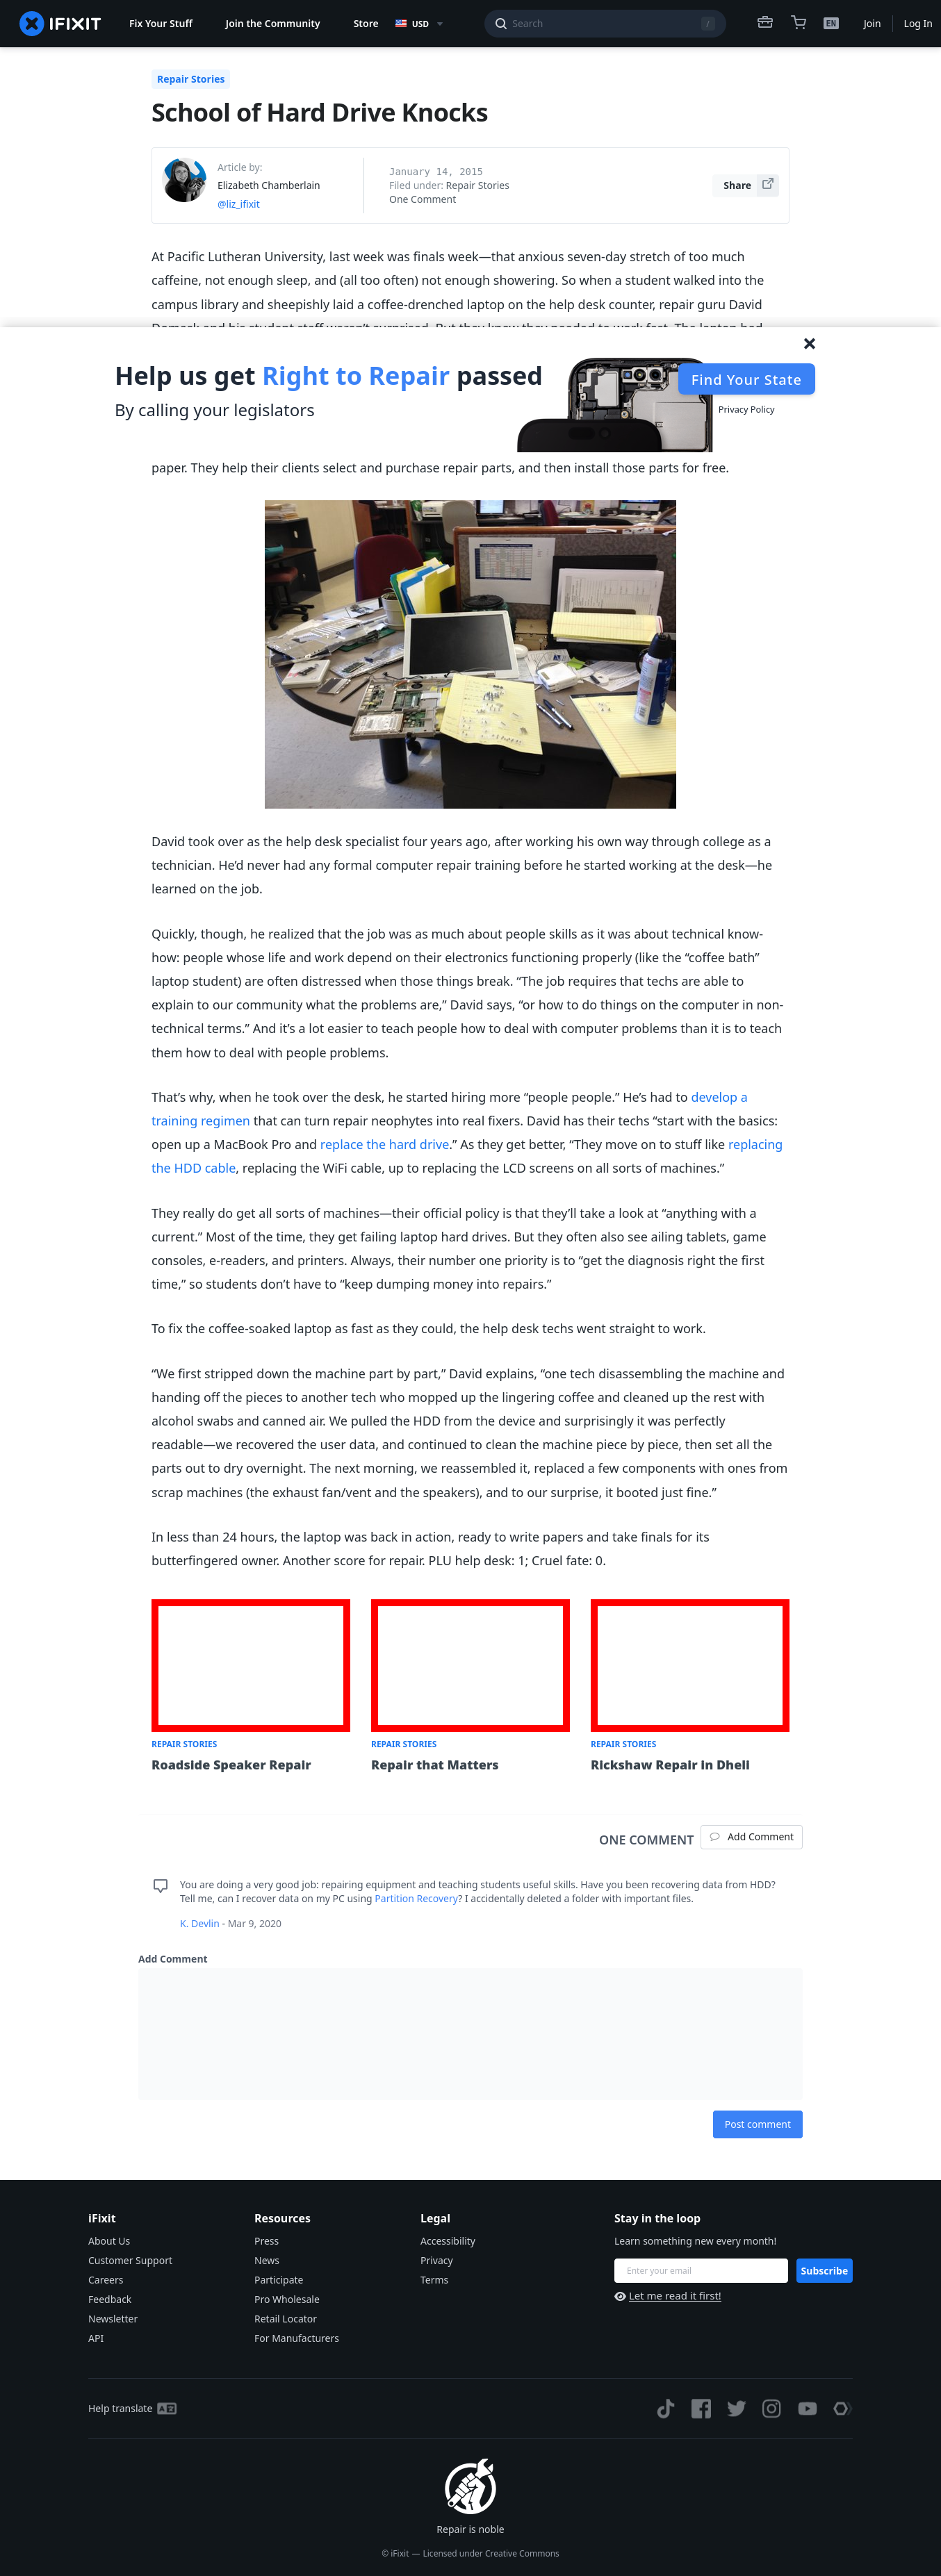 IFIXIT
Fix Your Stuff
Join the Community
Store
USD
Search
/
EN
Join
Log In
Repair Stories
School of Hard Drive Knocks
Article by:
Elizabeth Chamberlain
@liz_ifixit
January 14, 2015
Filed under: Repair Stories
One Comment
Share
At Pacific Lutheran University, last week was finals week—that anxious seven-day stretch of too much
caffeine, not enough sleep, and (all too often) not enough showering. So when a student walked into the
campus library and sheepishly laid a coffee-drenched laptop on the help desk counter, repair guru David
Help us get Right to Repair passed
By calling your legislators
Find Your State
Privacy Policy
paper. They help their clients select and purchase repair parts, and then install those parts for free.
David took over as the help desk specialist four years ago, after working his own way through college as a
technician. He’d never had any formal computer repair training before he started working at the desk—he
learned on the job.
Quickly, though, he realized that the job was as much about people skills as it was about technical know-
how: people whose life and work depend on their electronics functioning properly (like the “coffee bath”
laptop student) are often distressed when those things break. “The job requires that techs are able to
explain to our community what the problems are,” David says, “or how to do things on the computer in non-
technical terms.” And it’s a lot easier to teach people how to deal with computer problems than it is to teach
them how to deal with people problems.
That’s why, when he took over the desk, he started hiring more “people people.” He’s had to develop a
training regimen that can turn repair neophytes into real fixers. David has their techs “start with the basics:
open up a MacBook Pro and replace the hard drive.” As they get better, “They move on to stuff like replacing
the HDD cable, replacing the WiFi cable, up to replacing the LCD screens on all sorts of machines.”
They really do get all sorts of machines—their official policy is that they’ll take a look at “anything with a
current.” Most of the time, they get failing laptop hard drives. But they often also see ailing tablets, game
consoles, e-readers, and printers. Always, their number one priority is to “get the diagnosis right the first
time,” so students don’t have to “keep dumping money into repairs.”
To fix the coffee-soaked laptop as fast as they could, the help desk techs went straight to work.
“We first stripped down the machine part by part,” David explains, “one tech disassembling the machine and
handing off the pieces to another tech who mopped up the lingering coffee and cleaned up the rest with
alcohol swabs and canned air. We pulled the HDD from the device and surprisingly it was perfectly
readable—we recovered the user data, and continued to clean the machine piece by piece, then set all the
parts out to dry overnight. The next morning, we reassembled it, replaced a few components with ones from
scrap machines (the exhaust fan/vent and the speakers), and to our surprise, it booted just fine.”
In less than 24 hours, the laptop was back in action, ready to write papers and take finals for its
butterfingered owner. Another score for repair. PLU help desk: 1; Cruel fate: 0.
REPAIR STORIES
Roadside Speaker Repair
REPAIR STORIES
Repair that Matters
REPAIR STORIES
Rickshaw Repair in Dheli
ONE COMMENT
Add Comment
You are doing a very good job: repairing equipment and teaching students useful skills. Have you been recovering data from HDD?
Tell me, can I recover data on my PC using Partition Recovery? I accidentally deleted a folder with important files.
K. Devlin - Mar 9, 2020
Add Comment
Post comment
iFixit
About Us
Customer Support
Careers
Feedback
Newsletter
API
Resources
Press
News
Participate
Pro Wholesale
Retail Locator
For Manufacturers
Legal
Accessibility
Privacy
Terms
Stay in the loop
Learn something new every month!
Enter your email
Subscribe
Let me read it first!
Help translate
Repair is noble
© iFixit — Licensed under Creative Commons